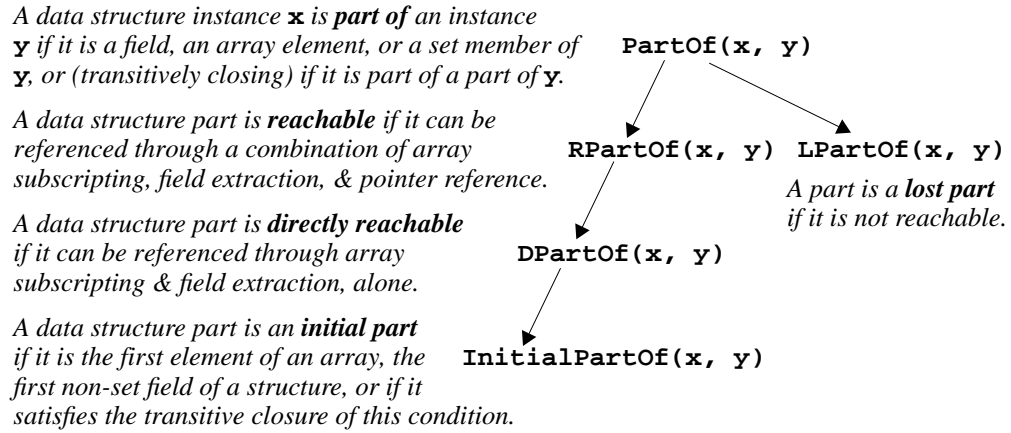 A data structure instance x is part of an instance
y if it is a field, an array element, or a set member of
y, or (transitively closing) if it is part of a part of y.
PartOf(x, y)
A data structure part is reachable if it can be
referenced through a combination of array
subscripting, field extraction, & pointer reference.
RPartOf(x, y) LPartOf(x, y)
A part is a lost part
if it is not reachable.
A data structure part is directly reachable
if it can be referenced through array
subscripting & field extraction, alone.
DPartOf(x, y)
A data structure part is an initial part
if it is the first element of an array, the
first non-set field of a structure, or if it
satisfies the transitive closure of this condition.
InitialPartOf(x, y)